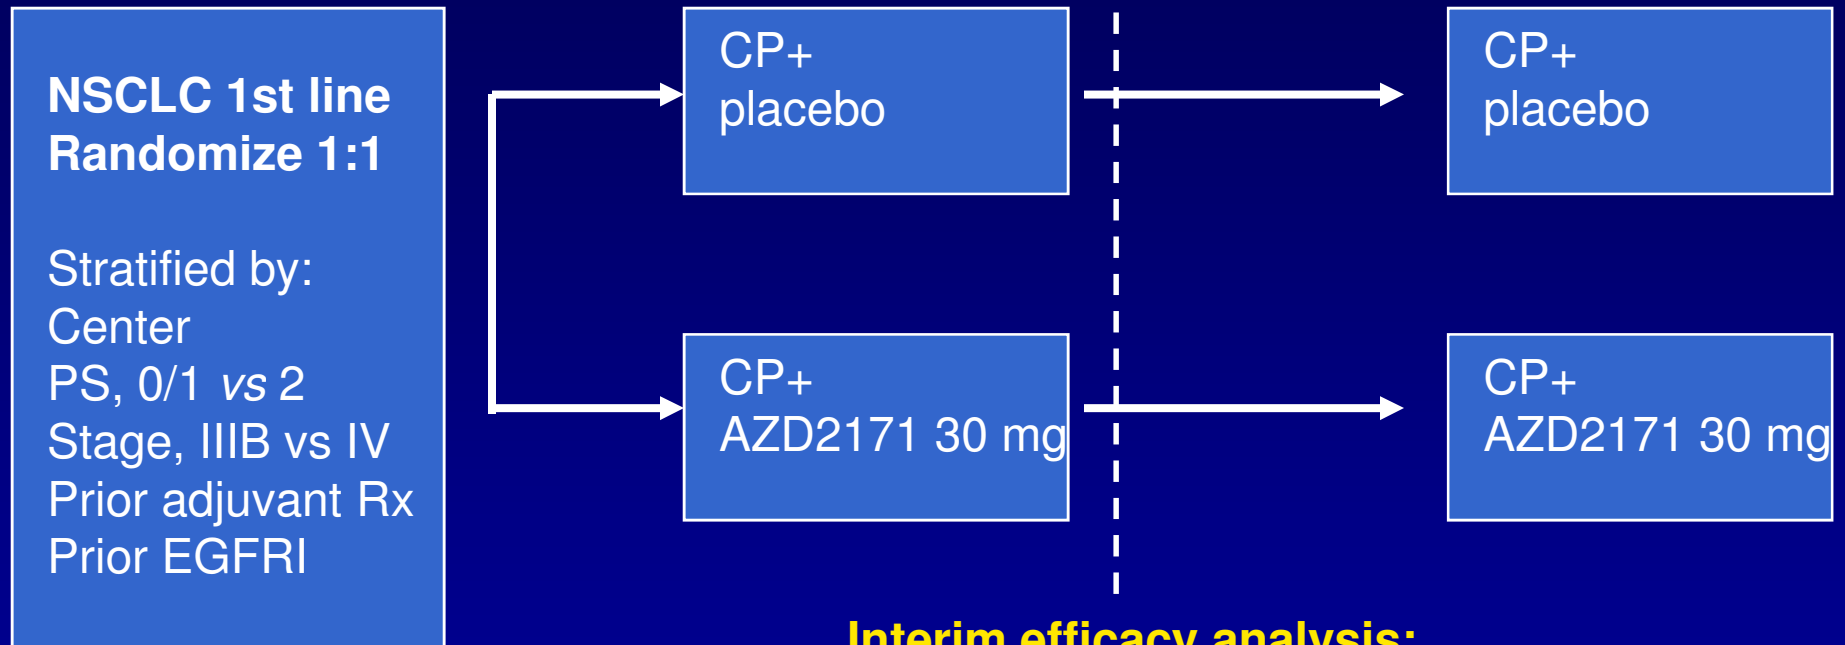 NSCLC 1st line
Randomize 1:1
Stratified by:
Center
PS, 0/1 vs 2
Stage, IIIB vs IV
Prior adjuvant Rx
Prior EGFRI
CP+
placebo
CP+
placebo
CP+
AZD2171 30 mg
CP+
AZD2171 30 mg
Interim efficacy analysis: